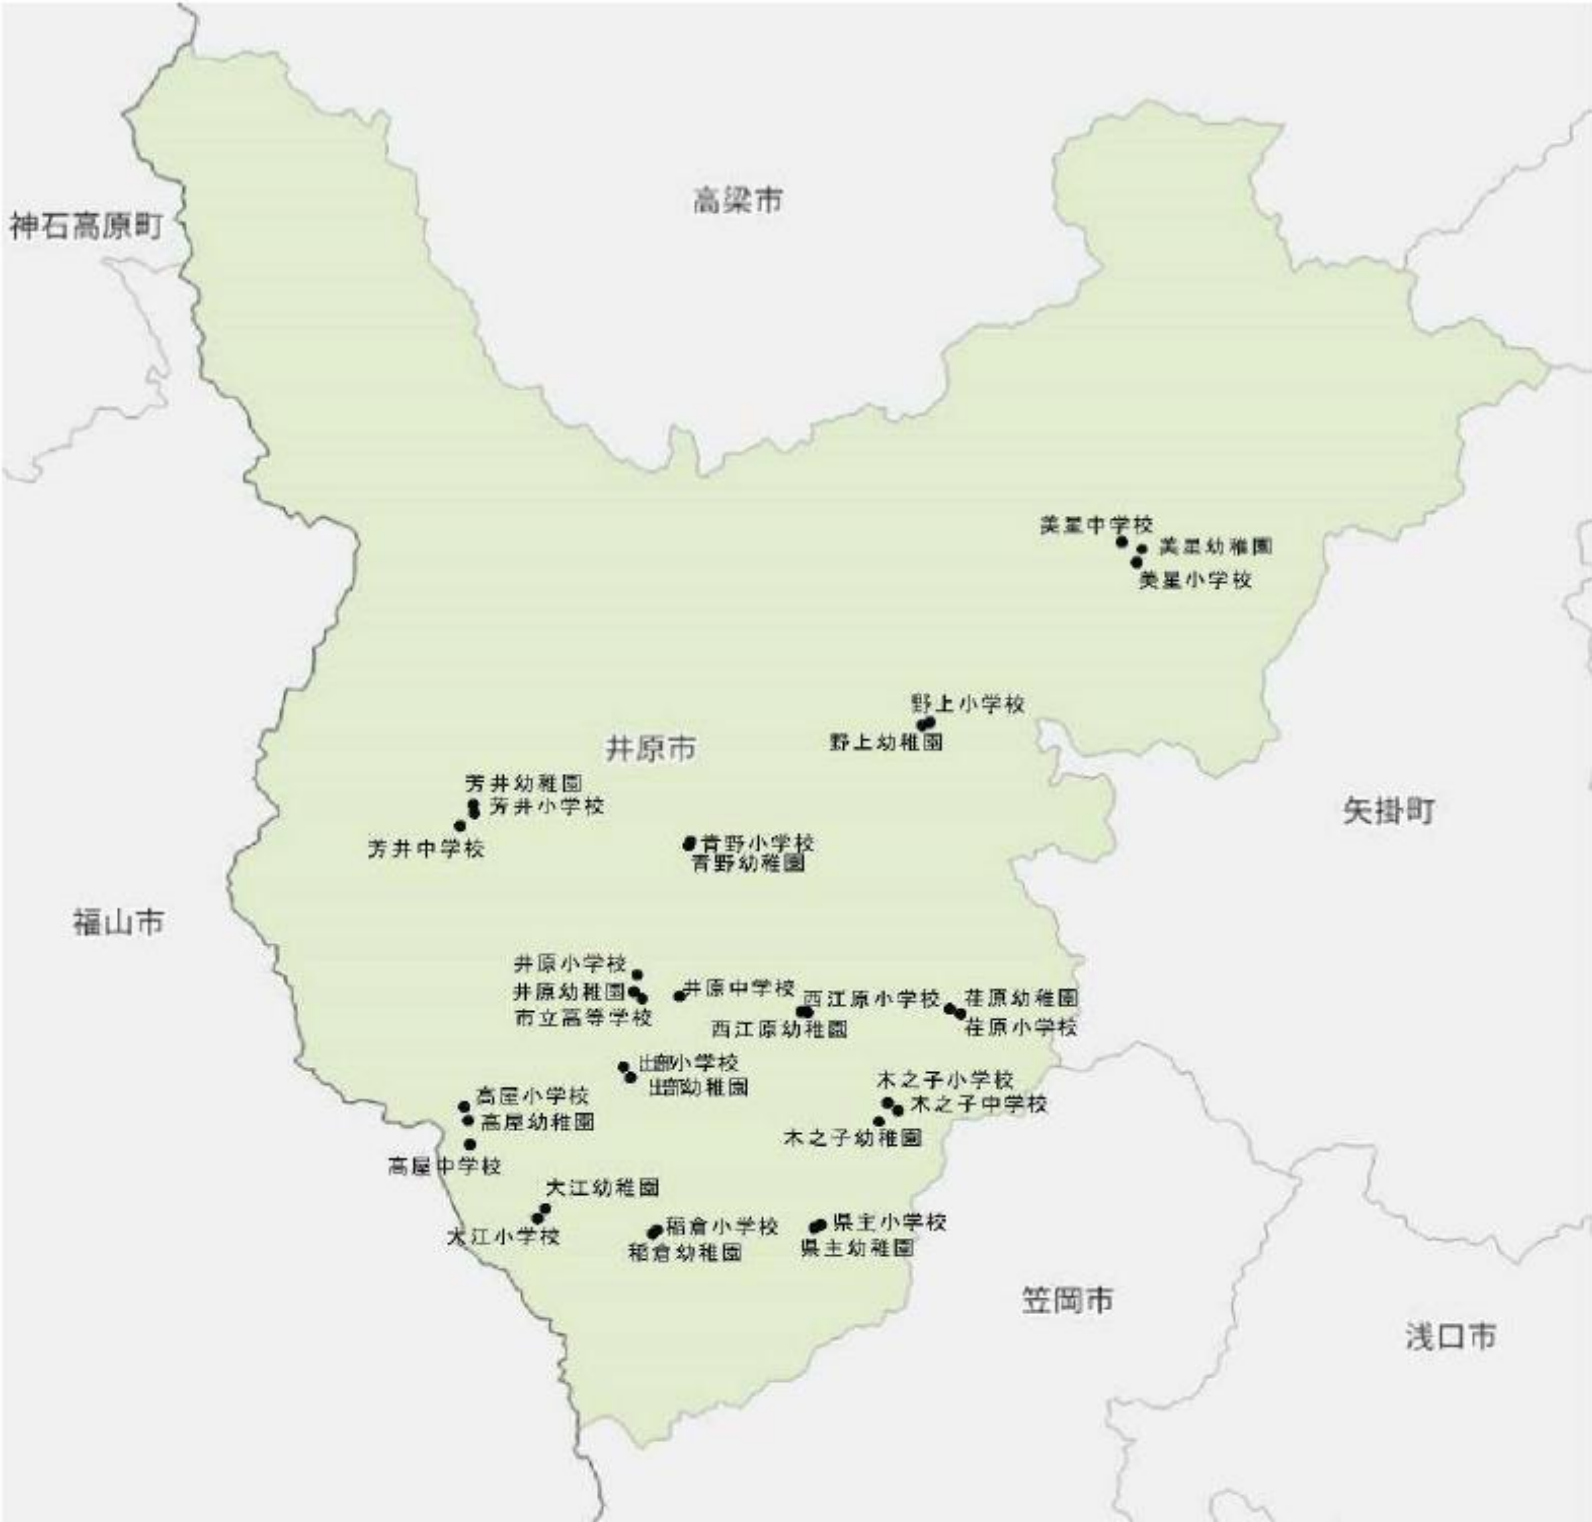 高梁市
神石高原町
美星中学校
美星幼稚園
美星小学校
野上小学校
野上幼稚園
井原市
芳井幼稚園
芳井小学校
芳井中学校
矢掛町
青野小学校
青野幼稚園
福山市
井原小学校
井原幼稚園
市立高等学校
井原中学校
西江原小学校
西江原幼稚園
荏原幼稚園
荏原小学校
出部小学校
出部幼稚園
木之子小学校
木之子中学校
木之子幼稚園
高屋小学校
高屋幼稚園
高屋中学校
大江幼稚園
大江小学校
稲倉小学校
稲倉幼稚園
県主小学校
県主幼稚園
笠岡市
浅口市